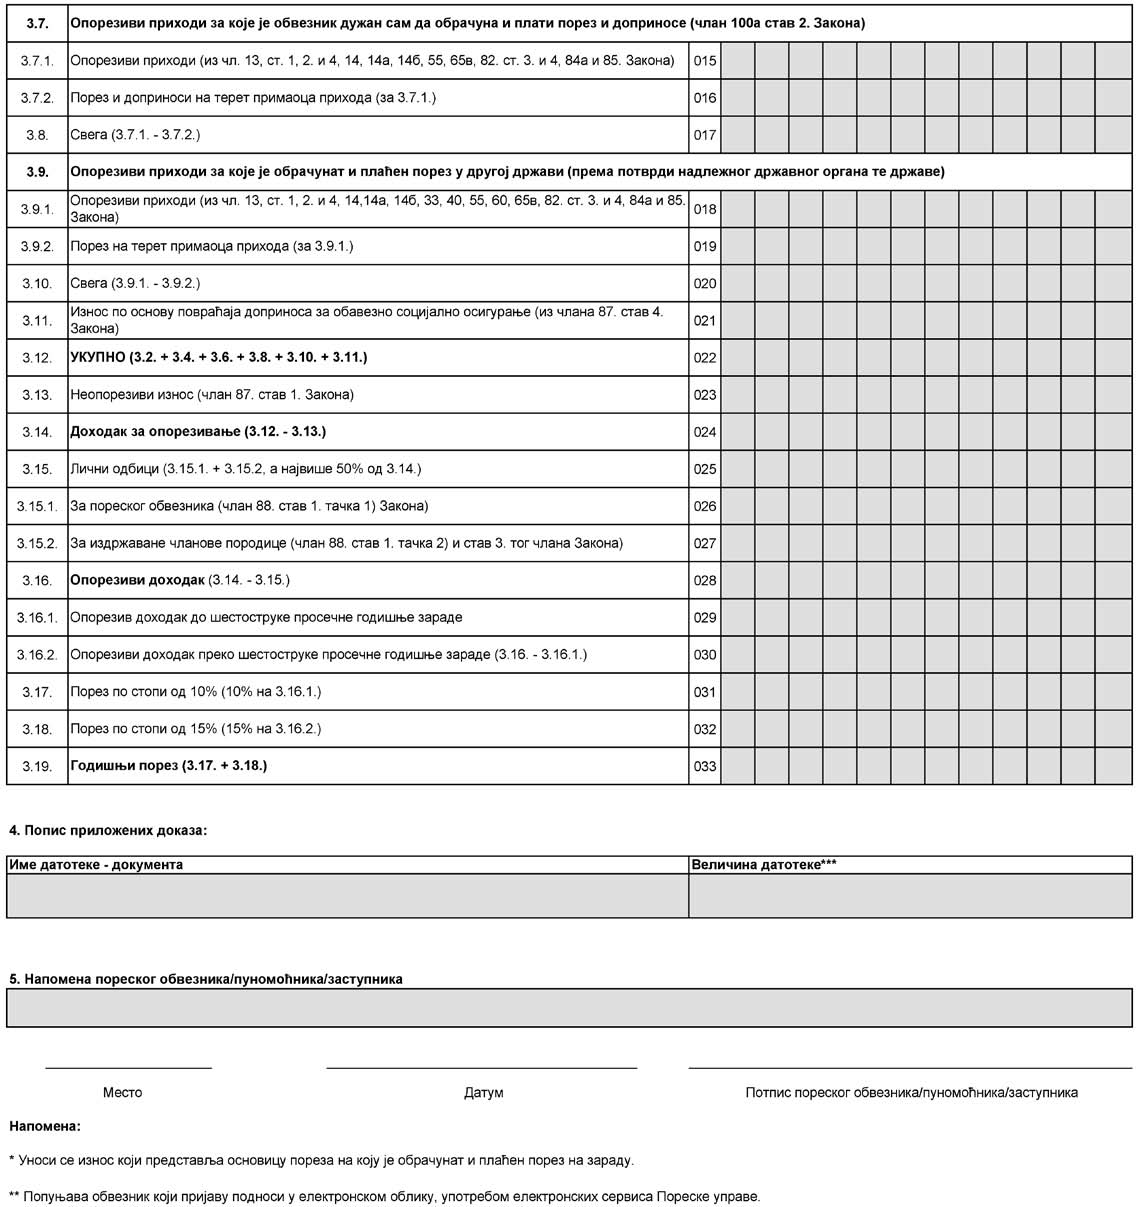 3.7. Опорезиви приходи за које је обвезник дужан сам да обрачуна и плати порез и доприносе (члан 100а став 2. Закона)
3.7.1. Опорезиви приходи (из чл. 13, ст. 1, 2. и 4, 14, 14а, 14б, 55, 65в, 82. ст. 3. и 4, 84а и 85. Закона) 015
3.7.2. Порез и доприноси на терет примаоца прихода (за 3.7.1.) 016
3.8. Свега (3.7.1. - 3.7.2.) 017
3.9. Опорезиви приходи за које је обрачунат и плаћен порез у другој држави (према потврди надлежног државног органа те државе)
3.9.1. Опорезиви приходи (из чл. 13, ст. 1, 2. и 4, 14,14а, 14б, 33, 40, 55, 60, 65в, 82. ст. 3. и 4, 84а и 85. 018
Закона)
3.9.2. Порез на терет примаоца прихода (за 3.9.1.) 019
3.10. Свега (3.9.1. - 3.9.2.) 020
3.11. Износ по основу повраћаја доприноса за обавезно социјално осигурање (из члана 87. став 4. 021
Закона)
3.12. УКУПНО (3.2. + 3.4. + 3.6. + 3.8. + 3.10. + 3.11.) 022
3.13. Неопорезиви износ (члан 87. став 1. Закона) 023
3.14. Доходак за опорезивање (3.12. - 3.13.) 024
3.15. Лични одбици (3.15.1. + 3.15.2, а највише 50% од 3.14.) 025
3.15.1. За пореског обвезника (члан 88. став 1. тачка 1) Закона) 026
3.15.2. За издржаване чланове породице (члан 88. став 1. тачка 2) и став 3. тог члана Закона) 027
3.16. Опорезиви доходак (3.14. - 3.15.) 028
3.16.1. Опорезив доходак до шестоструке просечне годишње зараде 029
3.16.2. Опорезиви доходак преко шестоструке просечне годишње зараде (3.16. - 3.16.1.) 030
3.17. Порез по стопи од 10% (10% на 3.16.1.) 031
3.18. Порез по стопи од 15% (15% на 3.16.2.) 032
3.19. Годишњи порез (3.17. + 3.18.) 033
4. Попис приложених доказа:
Име датотеке - документа Величина датотеке***
5. Напомена пореског обвезника/пуномоћника/заступника
Место Датум Потпис пореског обвезника/пуномоћника/заступника
Напомена:
* Уноси се износ који представља основицу пореза на коју је обрачунат и плаћен порез на зараду.
** Попуњава обвезник који пријаву подноси у електронском облику, употребом електронских сервиса Пореске управе.